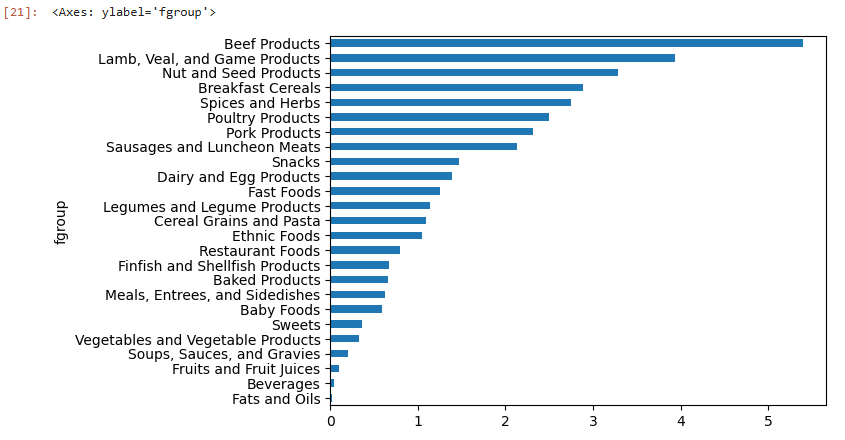 [21]: <Axes: ylabel='fgroup'>
Beef Products
Lamb, Veal, and Game Products
Nut and Seed Products
Breakfast Cereals
Spices and Herbs
Poultry Products
Pork Products
Sausages and Luncheon Meats
Snacks
Dairy and Egg Products
Fast Foods
Legumes and Legume Products
Cereal Grains and Pasta
Ethnic Foods
Restaurant Foods
Finfish and Shellfish Products
Baked Products
Meals, Entrees, and Sidedishes
Baby Foods
Sweets
Vegetables and Vegetable Products
Soups, Sauces, and Gravies
Fruits and Fruit Juices
Beverages
Fats and Oils
fgroup
0 1 2 3 4 5